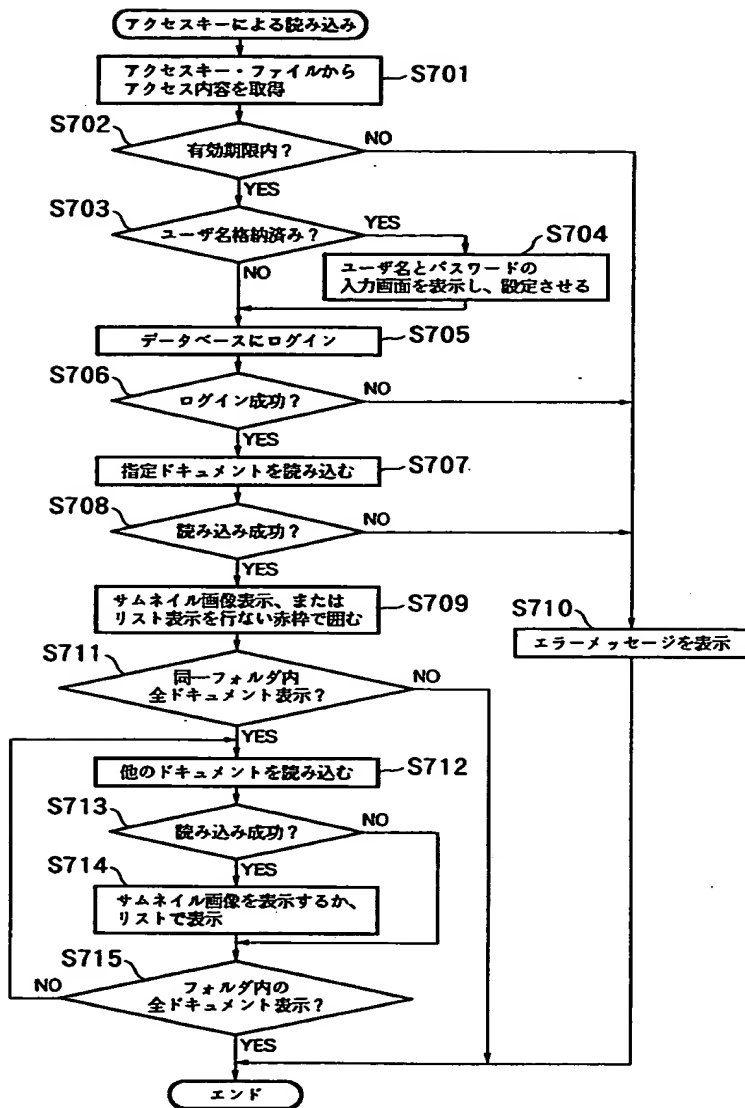 アクセスキーによる読み込み
アクセスキー・ファイルから
アクセス内容を取得
S701
S702
有効期限内？
NO
YES
S703
ユーザ名格納済み？
YES
NO
S704
ユーザ名とパスワードの
入力画面を表示し、設定させる
データベースにログイン
S705
S706
ログイン成功？
NO
YES
指定ドキュメントを読み込む
S707
S708
読み込み成功？
NO
YES
サムネイル画像表示、または
リスト表示を行ない赤枠で囲む
S709
S710
エラーメッセージを表示
S711
同一フォルダ内
全ドキュメント表示？
NO
YES
他のドキュメントを読み込む
S712
S713
読み込み成功？
NO
YES
S714
サムネイル画像を表示するか、
リストで表示
S715
フォルダ内の
全ドキュメント表示？
NO
YES
エンド